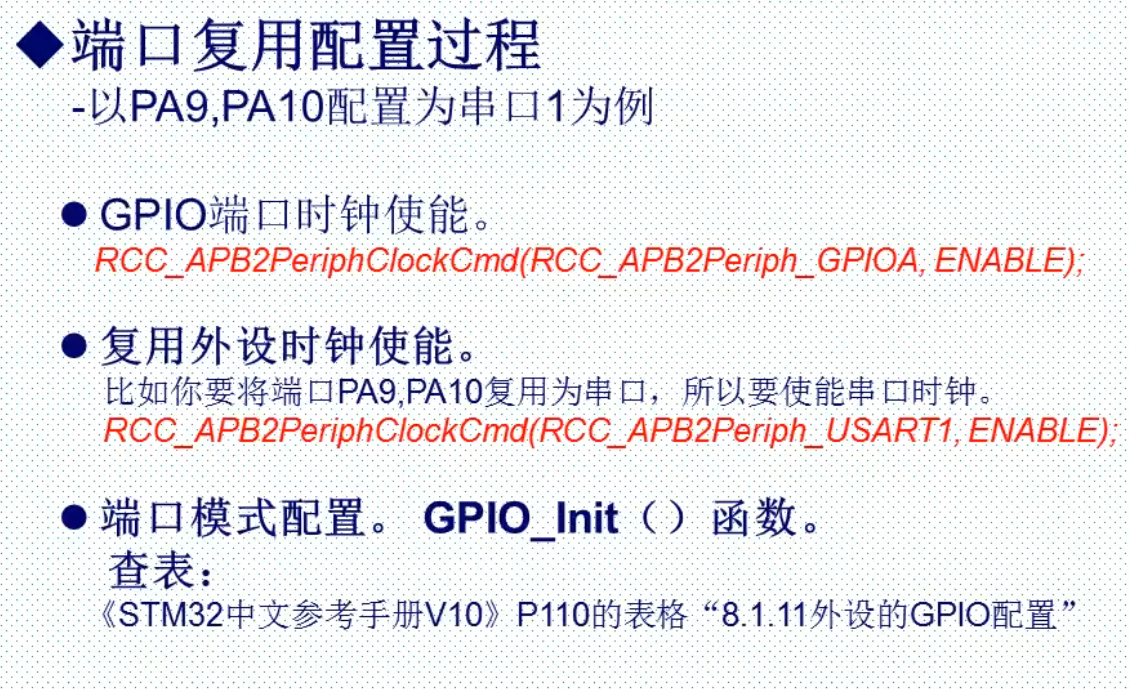 端口复用配置过程
-以PA9,PA10配置为串口1为例
GPIO端口时钟使能。
RCC_APB2PeriphClockCmd(RCC_APB2Periph_GPIOA, ENABLE);
复用外设时钟使能。
比如你要将端口PA9,PA10复用为串口，所以要使能串口时钟。
RCC_APB2PeriphClockCmd(RCC_APB2Periph_USART1, ENABLE);
端口模式配置。 GPIO_Init（）函数。
查表：
《STM32中文参考手册V10》P110的表格“8.1.11外设的GPIO配置”